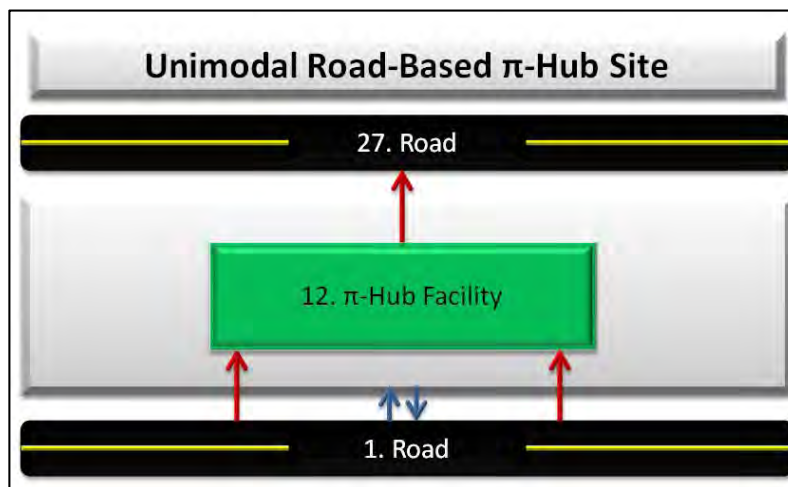 Unimodal Road-Based π-Hub Site
27. Road
12. π-Hub Facility
1. Road